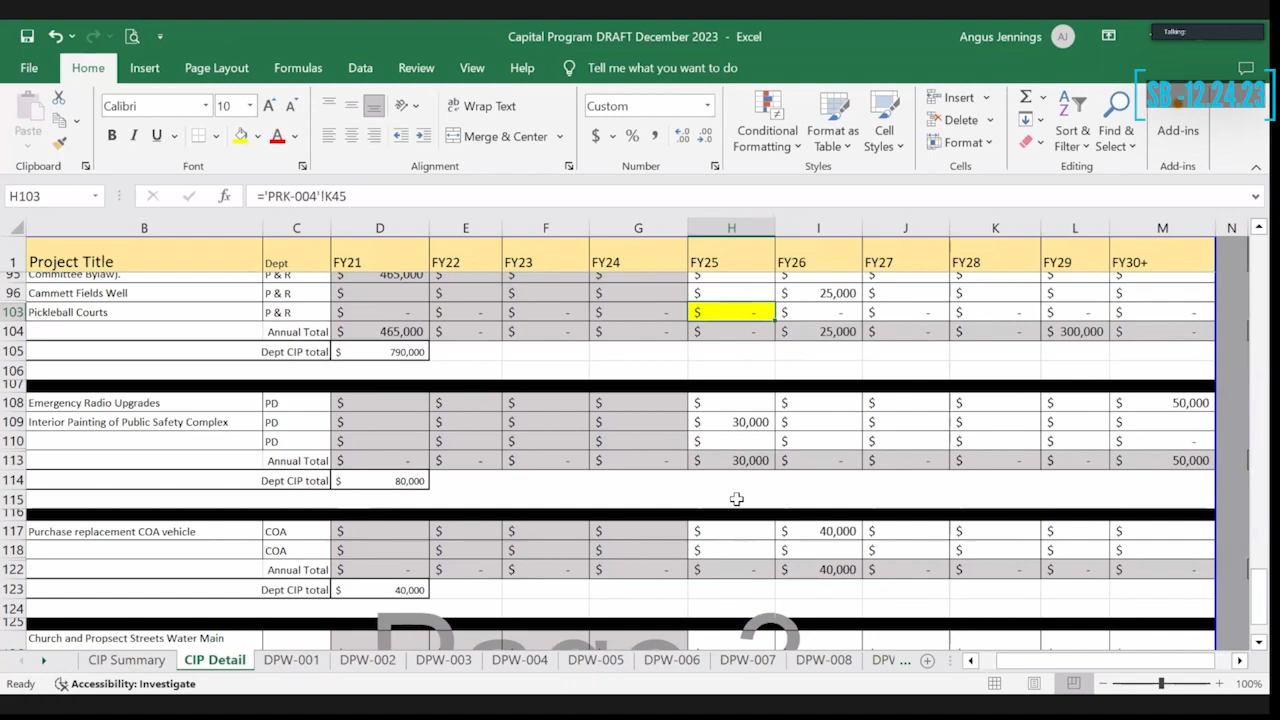 Capital Program DRAFT December 2023 - Excel
Angus Jennings AJ
Talking:
File Home Insert Page Layout Formulas Data Review View Help Tell me what you want to do
SB 12.24.23
Paste
Calibri 10
Wrap Text
Custom
Conditional Formatting
Format as Table
Cell Styles
Insert
Delete
Format
Sort & Filter
Find & Select
Add-ins
B I U
Merge & Center
$ %
Clipboard Font Alignment Number Styles Cells Editing Add-ins
H103 fx ='PRK-004'!K45
B C D E F G H I J K L M N
1 Project Title Dept FY21 FY22 FY23 FY24 FY25 FY26 FY27 FY28 FY29 FY30+
95 Committee Bylaw). P & R $ 465,000 $ $ $ $ $ $ $ $ $
96 Cammett Fields Well P & R $ $ $ $ $ $ 25,000 $ $ $ $
103 Pickleball Courts P & R $ - $ - $ - $ - $ - $ - $ - $ - $ - $ -
104 Annual Total $ 465,000 $ - $ - $ - $ - $ 25,000 $ - $ - $ 300,000 $ -
105 Dept CIP total $ 790,000
106
107
108 Emergency Radio Upgrades PD $ $ $ $ $ $ $ $ $ $ 50,000
109 Interior Painting of Public Safety Complex PD $ $ $ $ $ 30,000 $ $ $ $ $
110 PD $ $ $ $ $ $ $ $ $ $ -
113 Annual Total $ - $ - $ - $ - $ 30,000 $ - $ - $ - $ - $ 50,000
114 Dept CIP total $ 80,000
115
116
117 Purchase replacement COA vehicle COA $ $ $ $ $ $ 40,000 $ $ $ $
118 COA $ $ $ $ $ $ $ $ $ $
122 Annual Total $ - $ - $ - $ - $ - $ 40,000 $ - $ - $ - $ -
123 Dept CIP total $ 40,000
124
125
Page 2
Church and Propsect Streets Water Main
CIP Summary CIP Detail DPW-001 DPW-002 DPW-003 DPW-004 DPW-005 DPW-006 DPW-007 DPW-008 DPV ...
Ready Accessibility: Investigate 100%